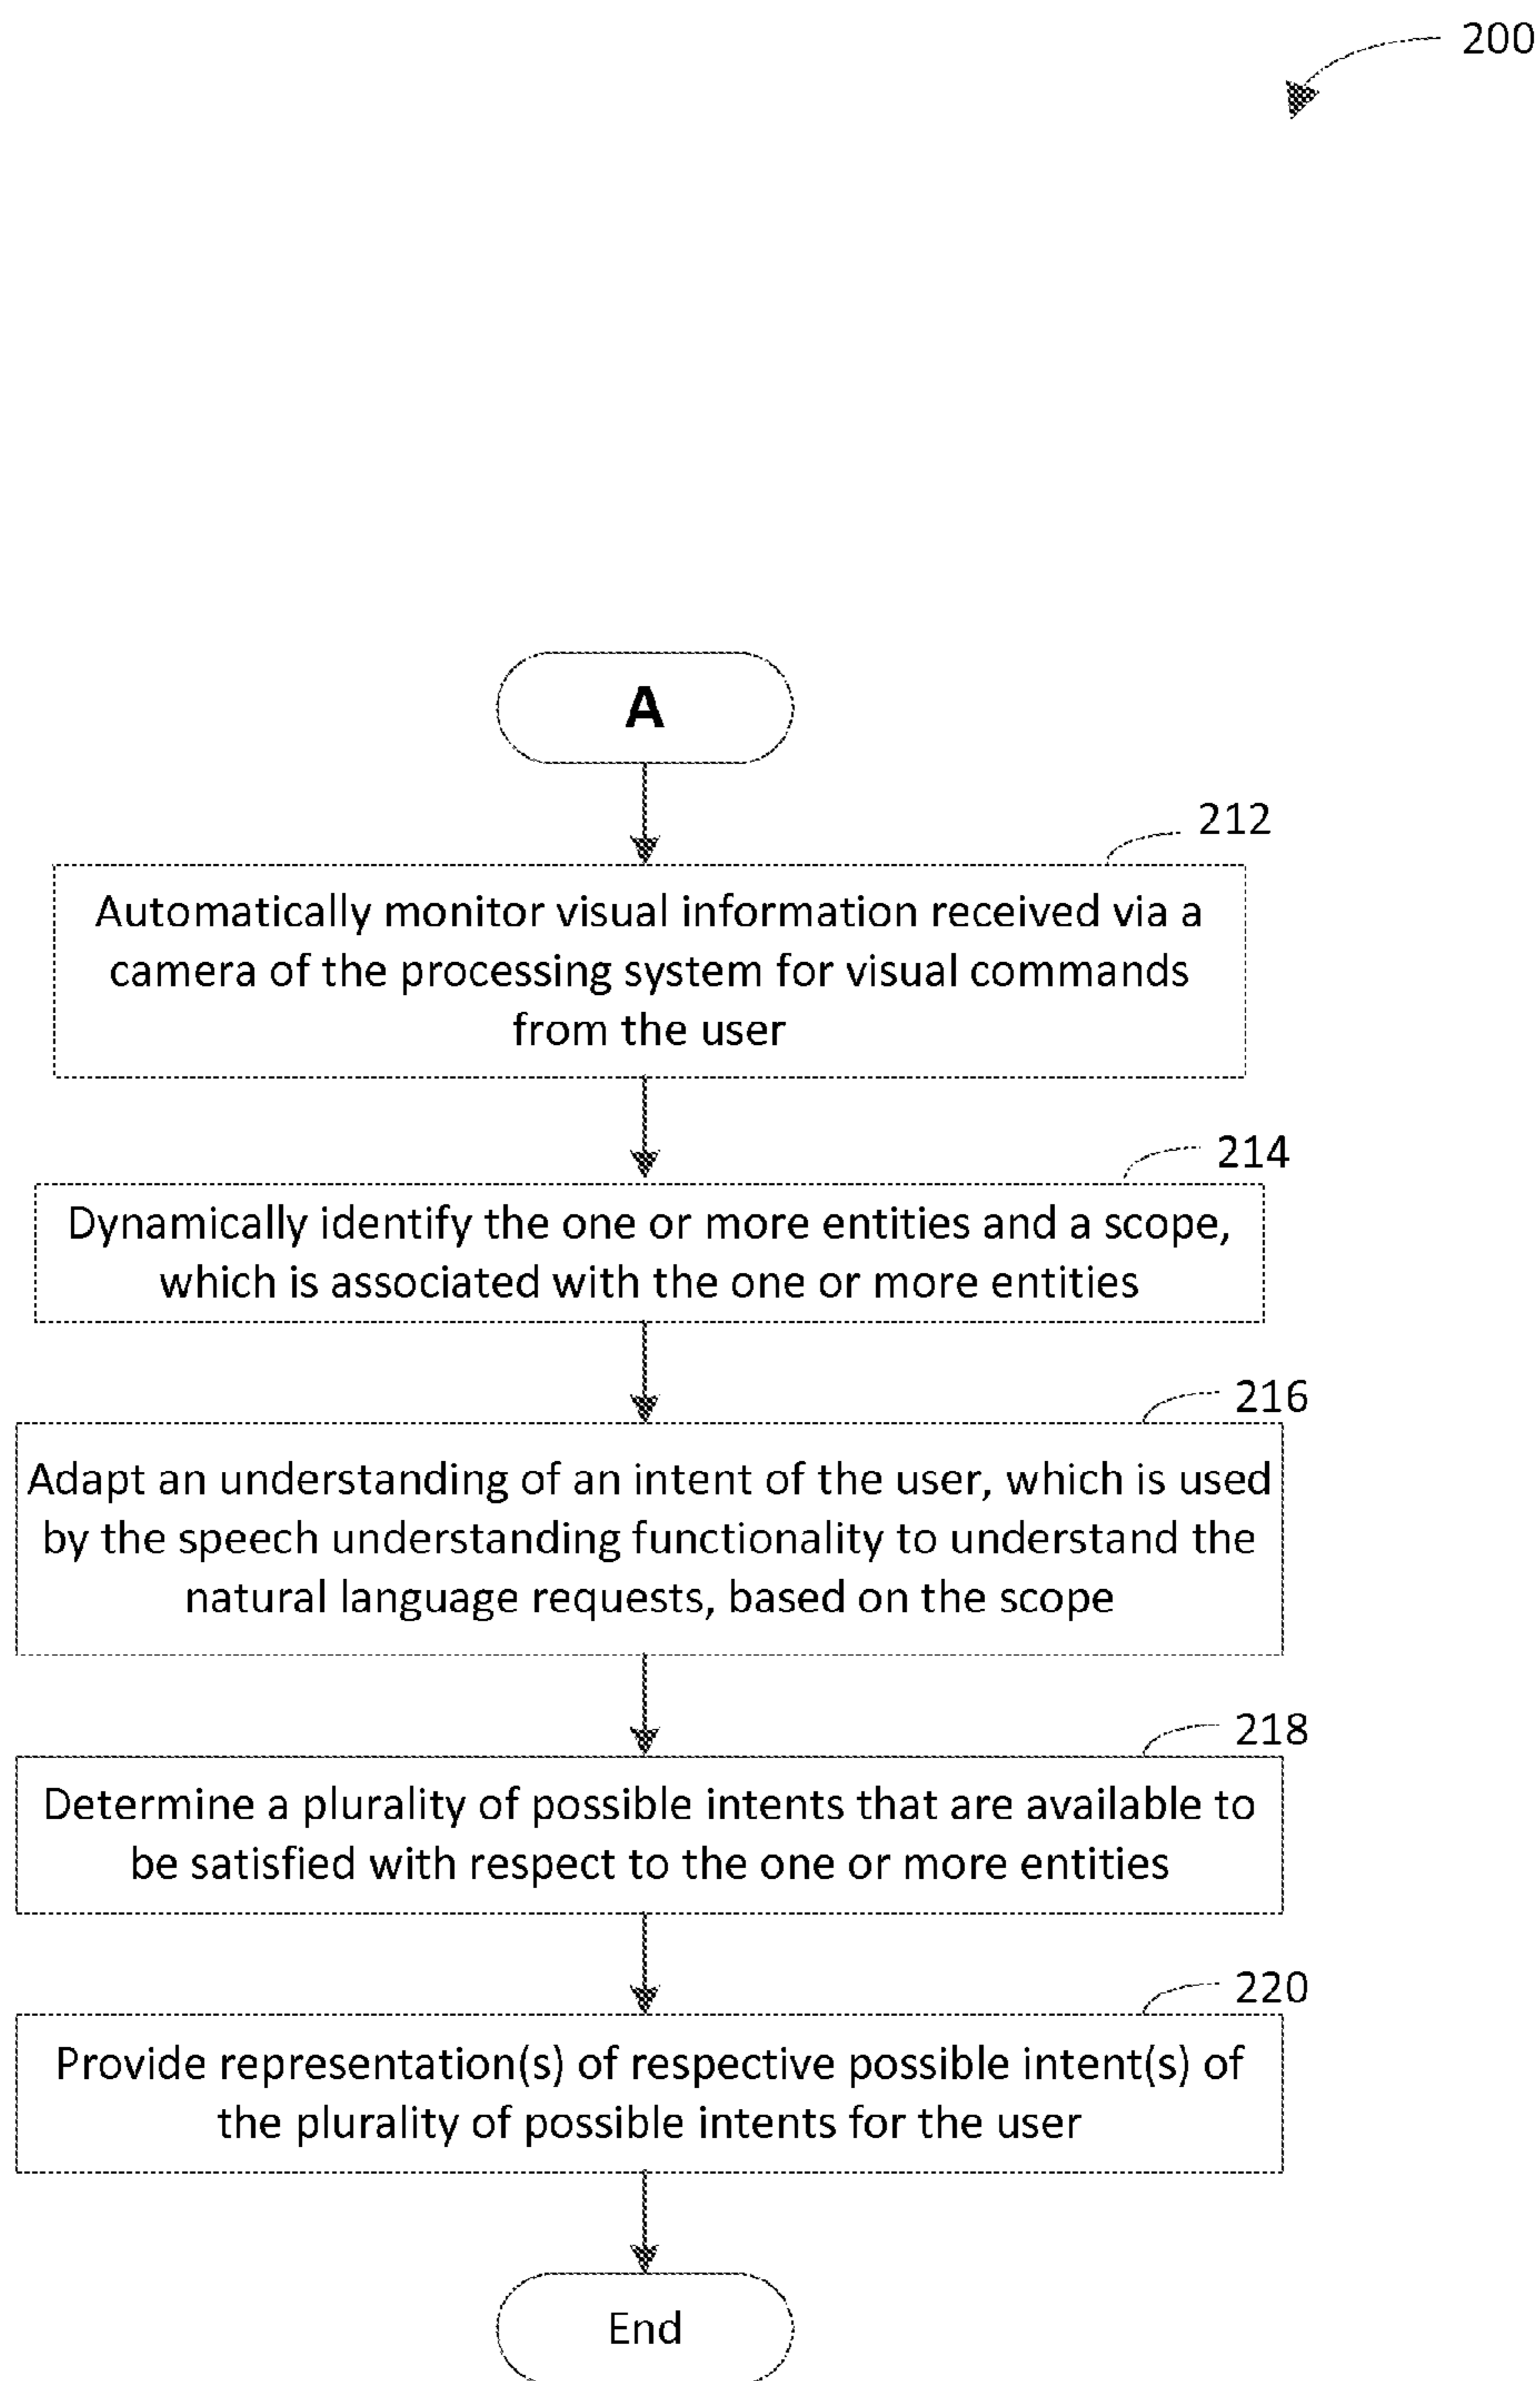 200
A
212
Automatically monitor visual information received via a
camera of the processing system for visual commands
from the user
214
Dynamically identify the one or more entities and a scope,
which is associated with the one or more entities
216
Adapt an understanding of an intent of the user, which is used
by the speech understanding functionality to understand the
natural language requests, based on the scope
218
Determine a plurality of possible intents that are available to
be satisfied with respect to the one or more entities
220
Provide representation(s) of respective possible intent(s) of
the plurality of possible intents for the user
End